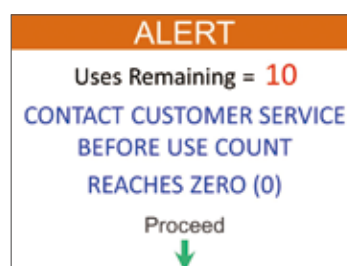 ALERT
Uses Remaining = 10
CONTACT CUSTOMER SERVICE
BEFORE USE COUNT
REACHES ZERO (0)
Proceed